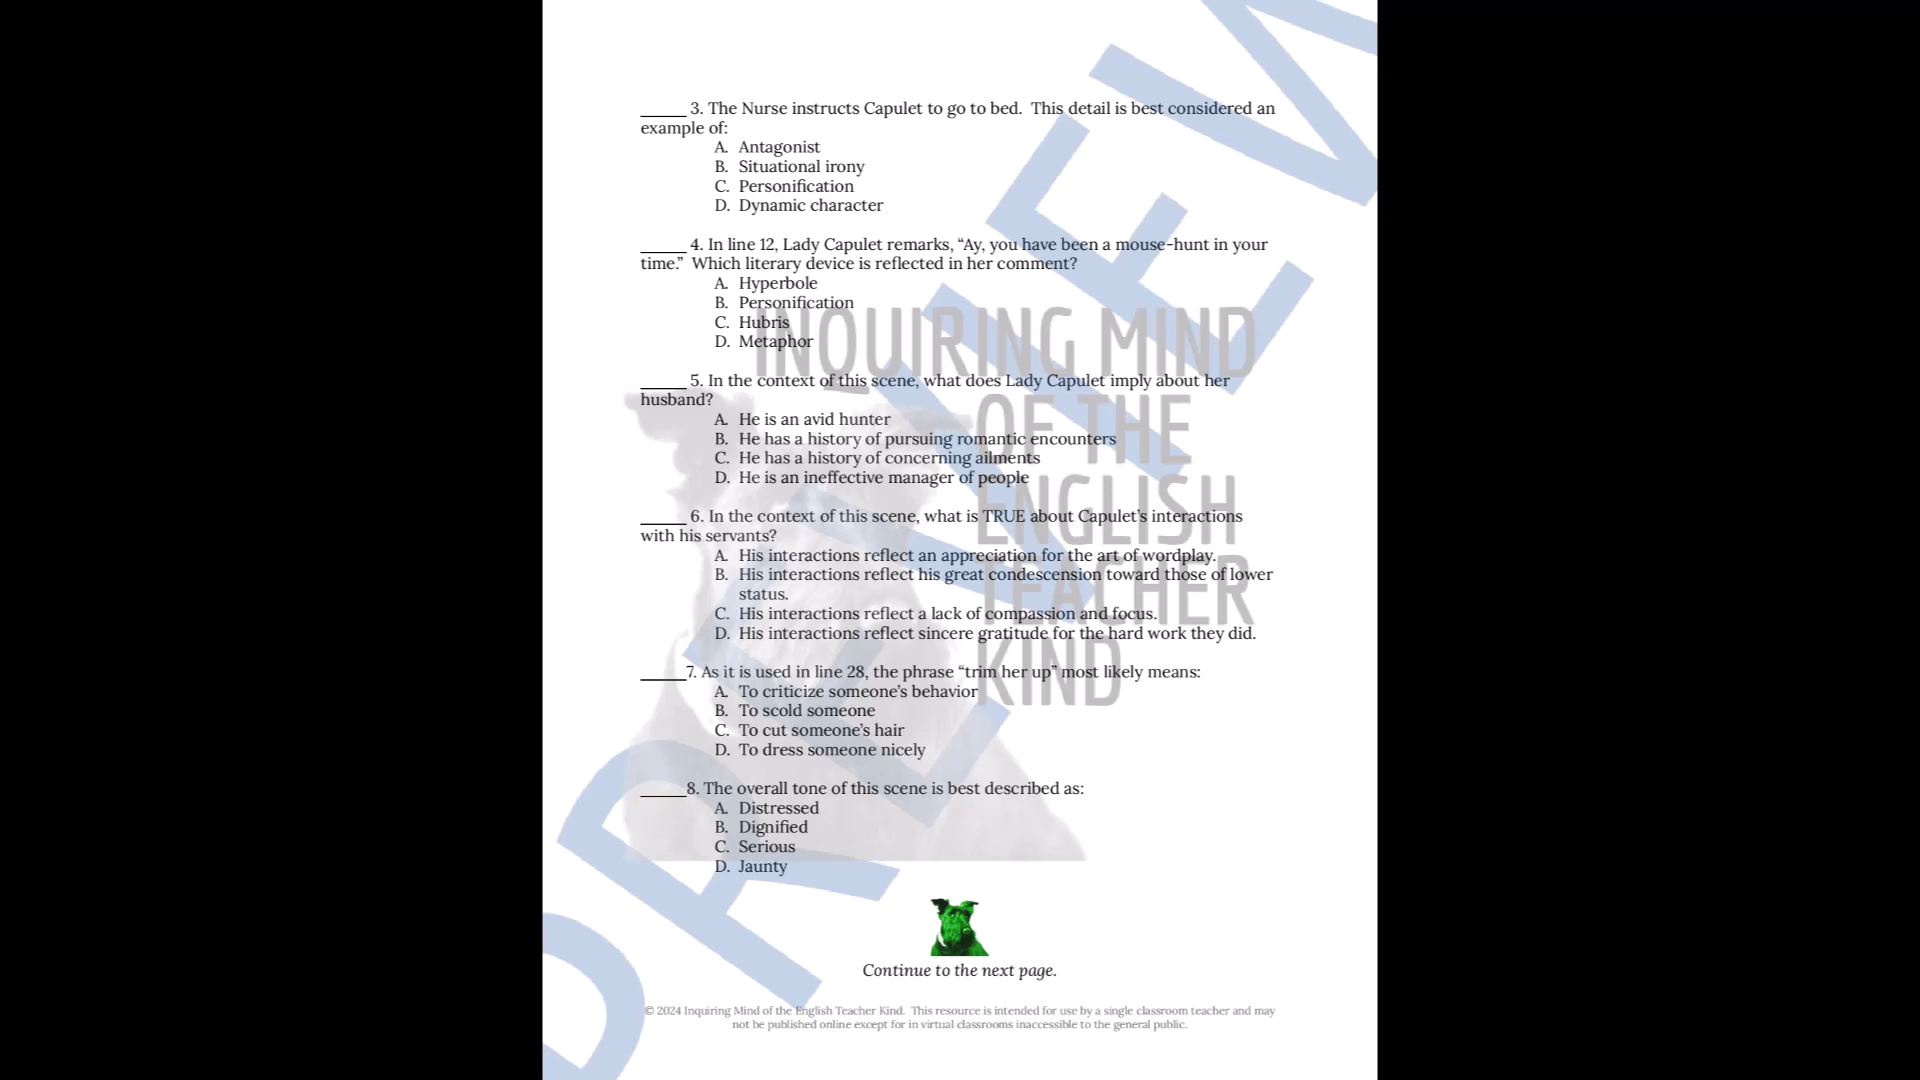 _____ 3. The Nurse instructs Capulet to go to bed.  This detail is best considered an
example of:
A. Antagonist
B. Situational irony
C. Personification
D. Dynamic character
_____ 4. In line 12, Lady Capulet remarks, “Ay, you have been a mouse-hunt in your
time.”  Which literary device is reflected in her comment?
A. Hyperbole
B. Personification
C. Hubris
D. Metaphor
_____ 5. In the context of this scene, what does Lady Capulet imply about her
husband?
A. He is an avid hunter
B. He has a history of pursuing romantic encounters
C. He has a history of concerning ailments
D. He is an ineffective manager of people
_____ 6. In the context of this scene, what is TRUE about Capulet’s interactions
with his servants?
A. His interactions reflect an appreciation for the art of wordplay.
B. His interactions reflect his great condescension toward those of lower
status.
C. His interactions reflect a lack of compassion and focus.
D. His interactions reflect sincere gratitude for the hard work they did.
_____7. As it is used in line 28, the phrase “trim her up” most likely means:
A. To criticize someone’s behavior
B. To scold someone
C. To cut someone’s hair
D. To dress someone nicely
_____8. The overall tone of this scene is best described as:
A. Distressed
B. Dignified
C. Serious
D. Jaunty
Continue to the next page.
© 2024 Inquiring Mind of the English Teacher Kind.  This resource is intended for use by a single classroom teacher and may
not be published online except for in virtual classrooms inaccessible to the general public.
INQUIRING MIND
OF THE
ENGLISH
TEACHER
KIND
PREVIEW